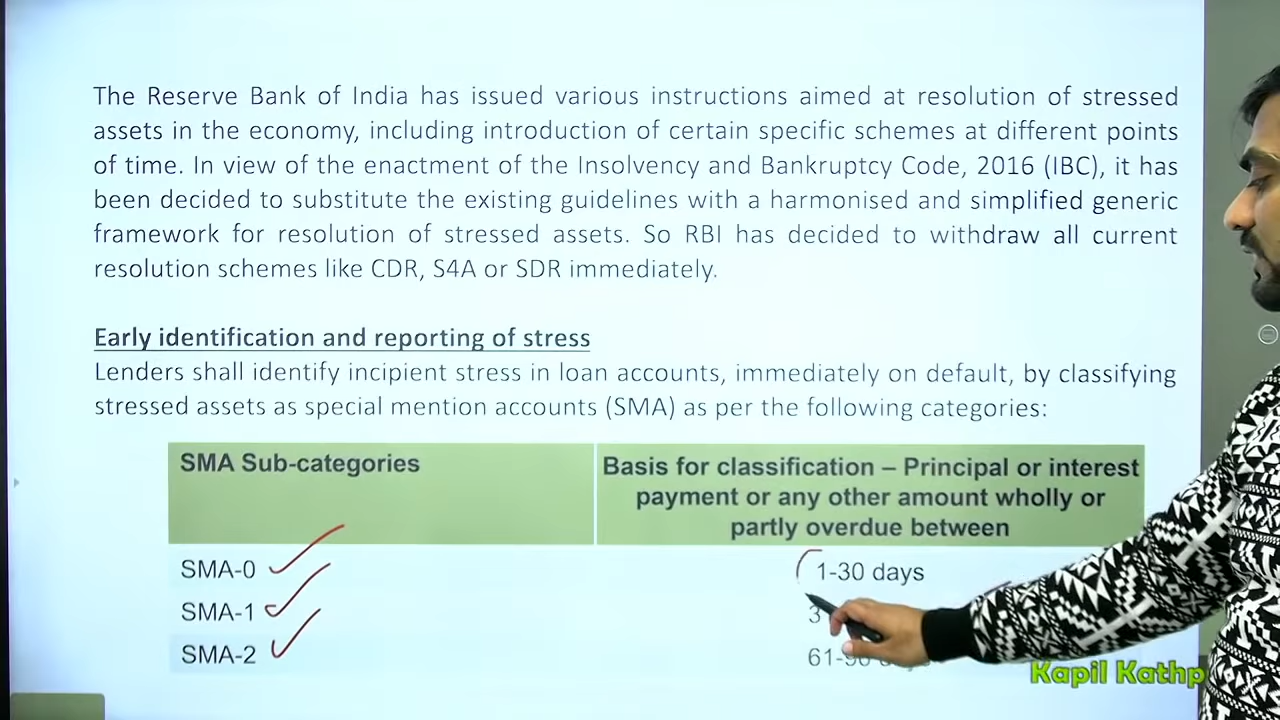 The Reserve Bank of India has issued various instructions aimed at resolution of stressed
assets in the economy, including introduction of certain specific schemes at different points
of time. In view of the enactment of the Insolvency and Bankruptcy Code, 2016 (IBC), it has
been decided to substitute the existing guidelines with a harmonised and simplified generic
framework for resolution of stressed assets. So RBI has decided to withdraw all current
resolution schemes like CDR, S4A or SDR immediately.
Early identification and reporting of stress
Lenders shall identify incipient stress in loan accounts, immediately on default, by classifying
stressed assets as special mention accounts (SMA) as per the following categories:
SMA Sub-categories
Basis for classification – Principal or interest
payment or any other amount wholly or
partly overdue between
SMA-0
1-30 days
SMA-1
SMA-2
Kapil Kathp